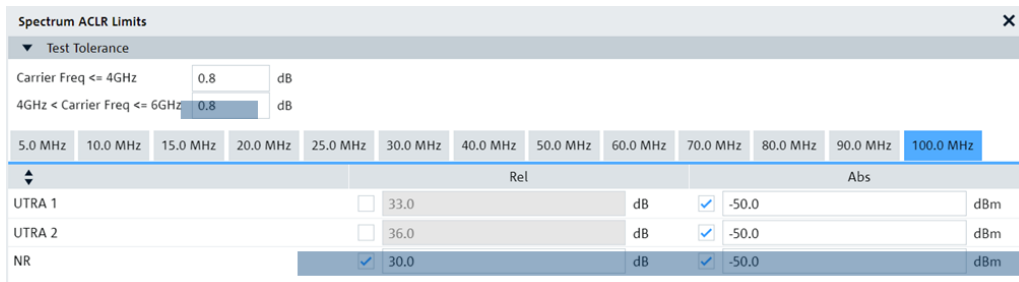 Spectrum ACLR Limits
Test Tolerance
Carrier Freq <= 4GHz 0.8 dB
4GHz < Carrier Freq <= 6GHz 0.8 dB
5.0 MHz 10.0 MHz 15.0 MHz 20.0 MHz 25.0 MHz 30.0 MHz 40.0 MHz 50.0 MHz 60.0 MHz 70.0 MHz 80.0 MHz 90.0 MHz 100.0 MHz
Rel Abs
UTRA 1 33.0 dB -50.0 dBm
UTRA 2 36.0 dB -50.0 dBm
NR 30.0 dB -50.0 dBm